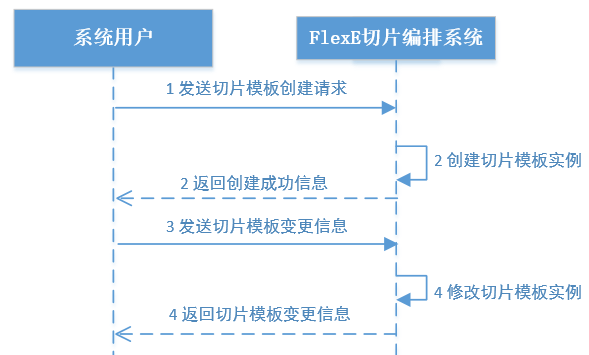 系统用户
FlexE切片编排系统
1 发送切片模板创建请求
2 创建切片模板实例
2 返回创建成功信息
3 发送切片模板变更信息
4 修改切片模板实例
4 返回切片模板变更信息